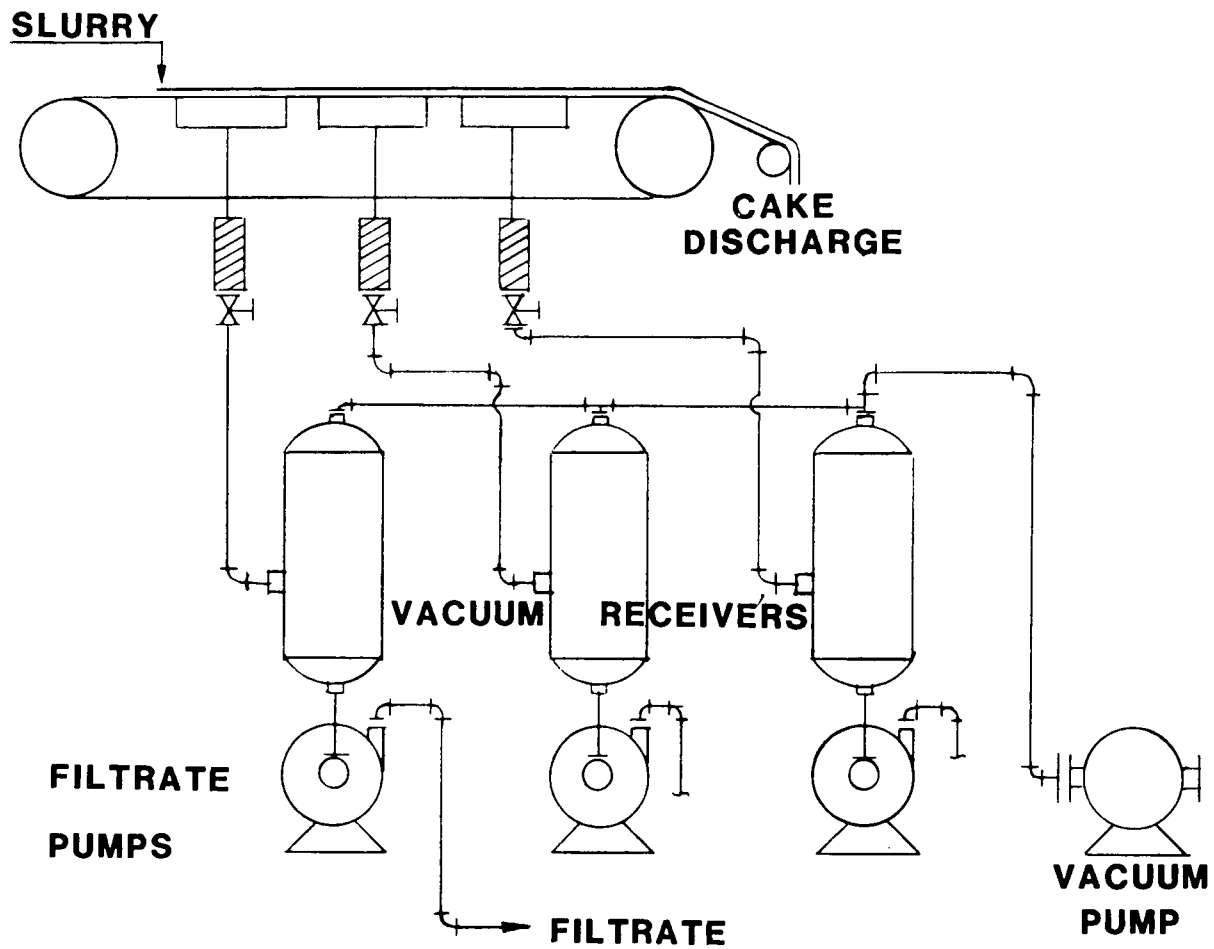 SLURRY
CAKE
DISCHARGE
VACUUM RECEIVERS
FILTRATE
PUMPS
VACUUM
PUMP
FILTRATE